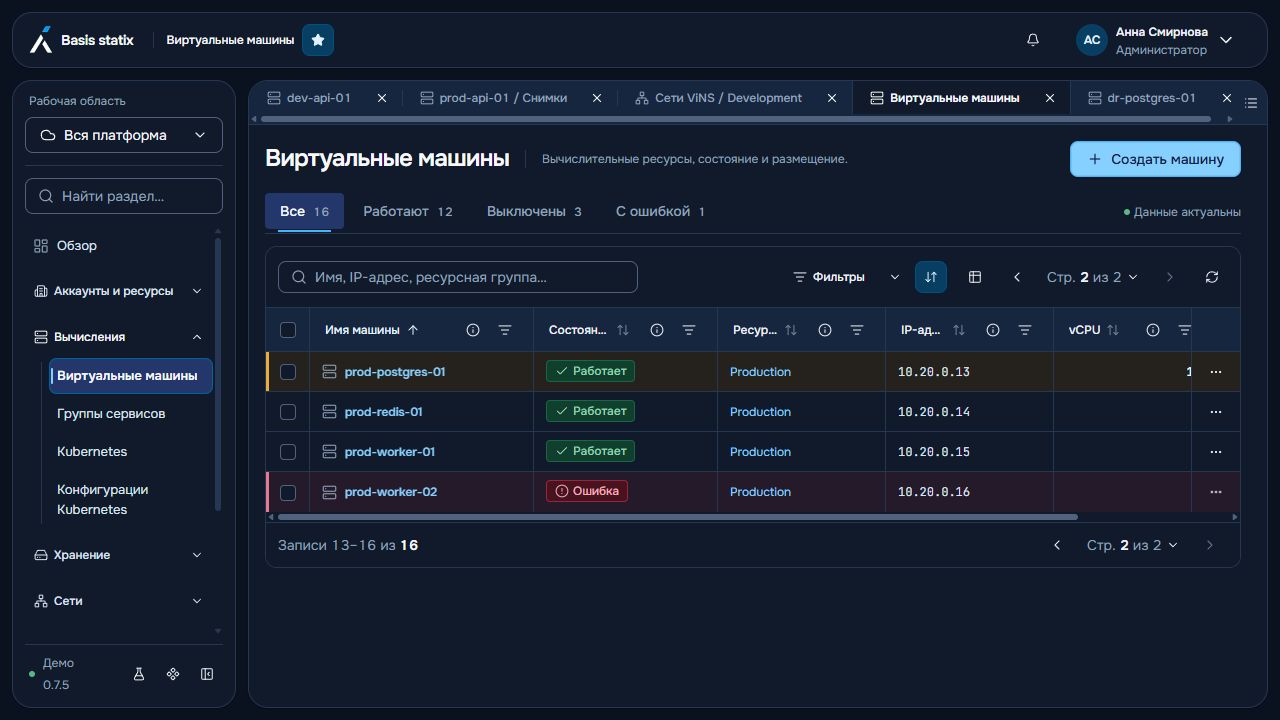 Basis statix
Виртуальные машины
АС
Анна Смирнова
Администратор
Рабочая область
Вся платформа
Найти раздел...
Обзор
Аккаунты и ресурсы
Вычисления
Виртуальные машины
Группы сервисов
Kubernetes
Конфигурации
Kubernetes
Хранение
Сети
Демо
0.7.5
dev-api-01
prod-api-01 / Снимки
Сети ViNS / Development
Виртуальные машины
dr-postgres-01
Виртуальные машины
Вычислительные ресурсы, состояние и размещение.
Создать машину
Все 16
Работают 12
Выключены 3
С ошибкой 1
Данные актуальны
Имя, IP-адрес, ресурсная группа...
Фильтры
Стр. 2 из 2
Имя машины
Состоян...
Ресур...
IP-ад...
vCPU
prod-postgres-01 Работает Production 10.20.0.13 1
prod-redis-01 Работает Production 10.20.0.14
prod-worker-01 Работает Production 10.20.0.15
prod-worker-02 Ошибка Production 10.20.0.16
Записи 13–16 из 16
Стр. 2 из 2